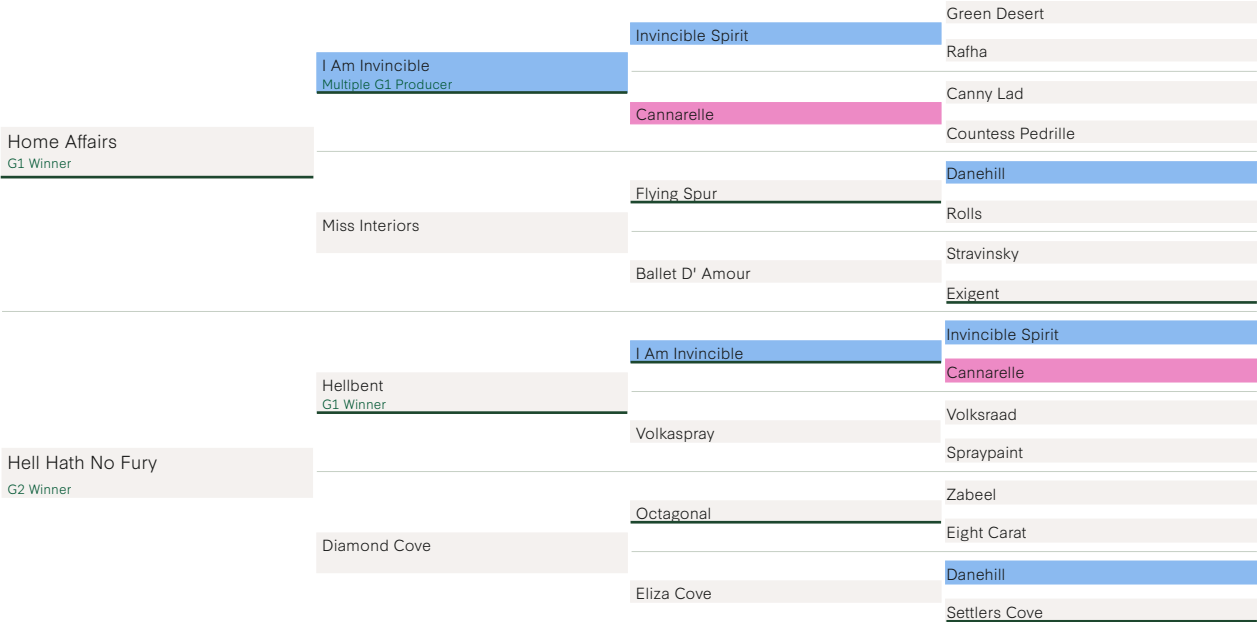 Home Affairs
G1 Winner
Hell Hath No Fury
G2 Winner
I Am Invincible
Multiple G1 Producer
Miss Interiors
Hellbent
G1 Winner
Diamond Cove
Invincible Spirit
Cannarelle
Flying Spur
Ballet D' Amour
I Am Invincible
Volkaspray
Octagonal
Eliza Cove
Green Desert
Rafha
Canny Lad
Countess Pedrille
Danehill
Rolls
Stravinsky
Exigent
Invincible Spirit
Cannarelle
Volksraad
Spraypaint
Zabeel
Eight Carat
Danehill
Settlers Cove